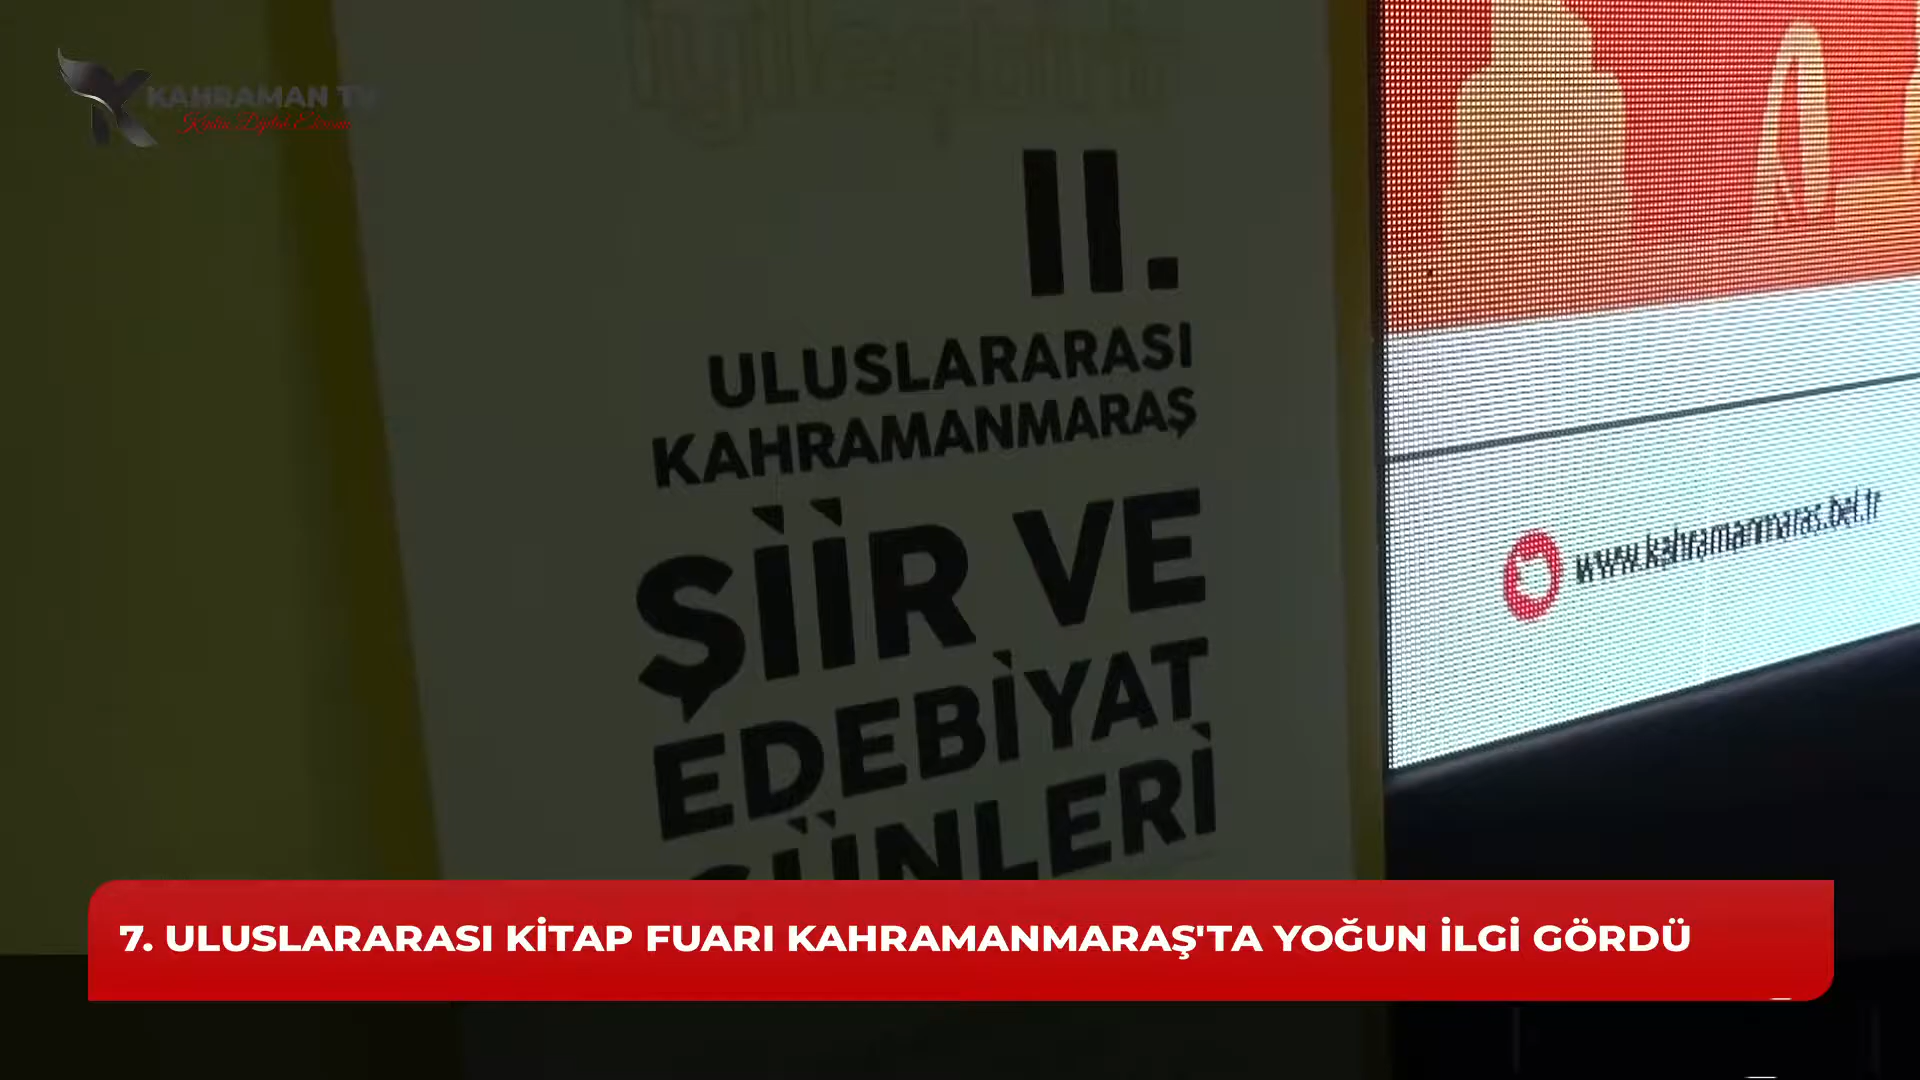 KAHRAMAN TV
II.
ULUSLARARASI
KAHRAMANMARAŞ
ŞİİR VE
EDEBİYAT
GÜNLERİ
www.kahramanmaras.bel.tr
7. ULUSLARARASI KİTAP FUARI KAHRAMANMARAŞ'TA YOĞUN İLGİ GÖRDÜ